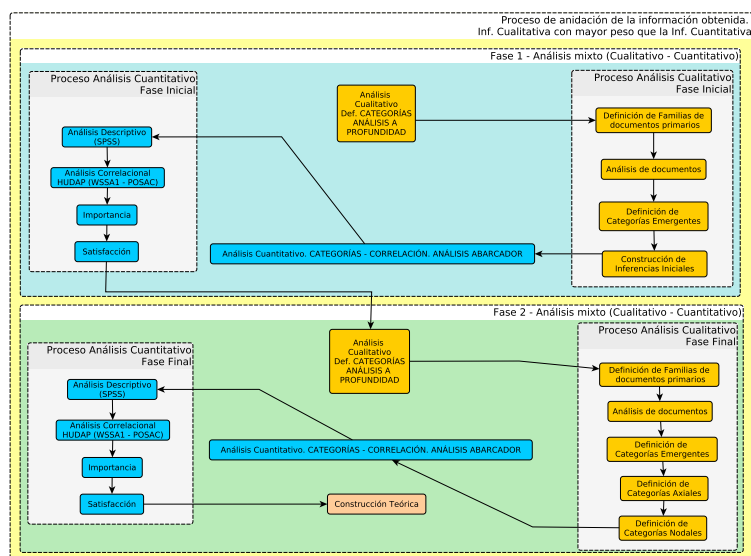 Proceso de anidación de la información obtenida.
Inf. Cualitativa con mayor peso que la Inf. Cuantitativa
Fase 1 - Análisis mixto (Cualitativo - Cuantitativo)
Proceso Análisis Cuantitativo
Fase Inicial
Análisis Descriptivo
(SPSS)
Análisis Correlacional
HUDAP (WSSA1 - POSAC)
Importancia
Satisfacción
Análisis
Cualitativo
Def. CATEGORÍAS
ANÁLISIS A
PROFUNDIDAD
Proceso Análisis Cualitativo
Fase Inicial
Definición de Familias de
documentos primarios
Análisis de documentos
Definición de
Categorías Emergentes
Construcción de
Inferencias Iniciales
Análisis Cuantitativo. CATEGORÍAS - CORRELACIÓN. ANÁLISIS ABARCADOR
Fase 2 - Análisis mixto (Cualitativo - Cuantitativo)
Proceso Análisis Cuantitativo
Fase Final
Análisis Descriptivo
(SPSS)
Análisis Correlacional
HUDAP (WSSA1 - POSAC)
Importancia
Satisfacción
Análisis
Cualitativo
Def. CATEGORÍAS
ANÁLISIS A
PROFUNDIDAD
Análisis Cuantitativo. CATEGORÍAS - CORRELACIÓN. ANÁLISIS ABARCADOR
Construcción Teórica
Proceso Análisis Cualitativo
Fase Final
Definición de Familias de
documentos primarios
Análisis de documentos
Definición de
Categorías Emergentes
Definición de
Categorías Axiales
Definición de
Categorías Nodales